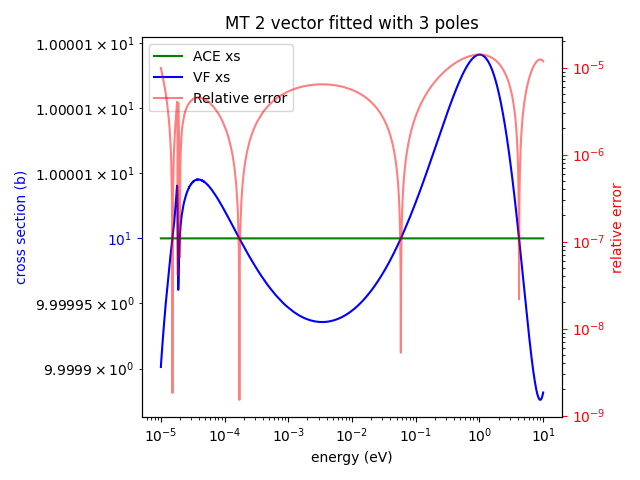 MT 2 vector fitted with 3 poles
ACE xs
VF xs
Relative error
cross section (b)
1.00001 × 10¹
1.00001 × 10¹
1.00001 × 10¹
10¹
9.99995 × 10⁰
9.9999 × 10⁰
10⁻⁵
10⁻⁶
10⁻⁷
10⁻⁸
10⁻⁹
relative error
10⁻⁵ 10⁻⁴ 10⁻³ 10⁻² 10⁻¹ 10⁰ 10¹
energy (eV)